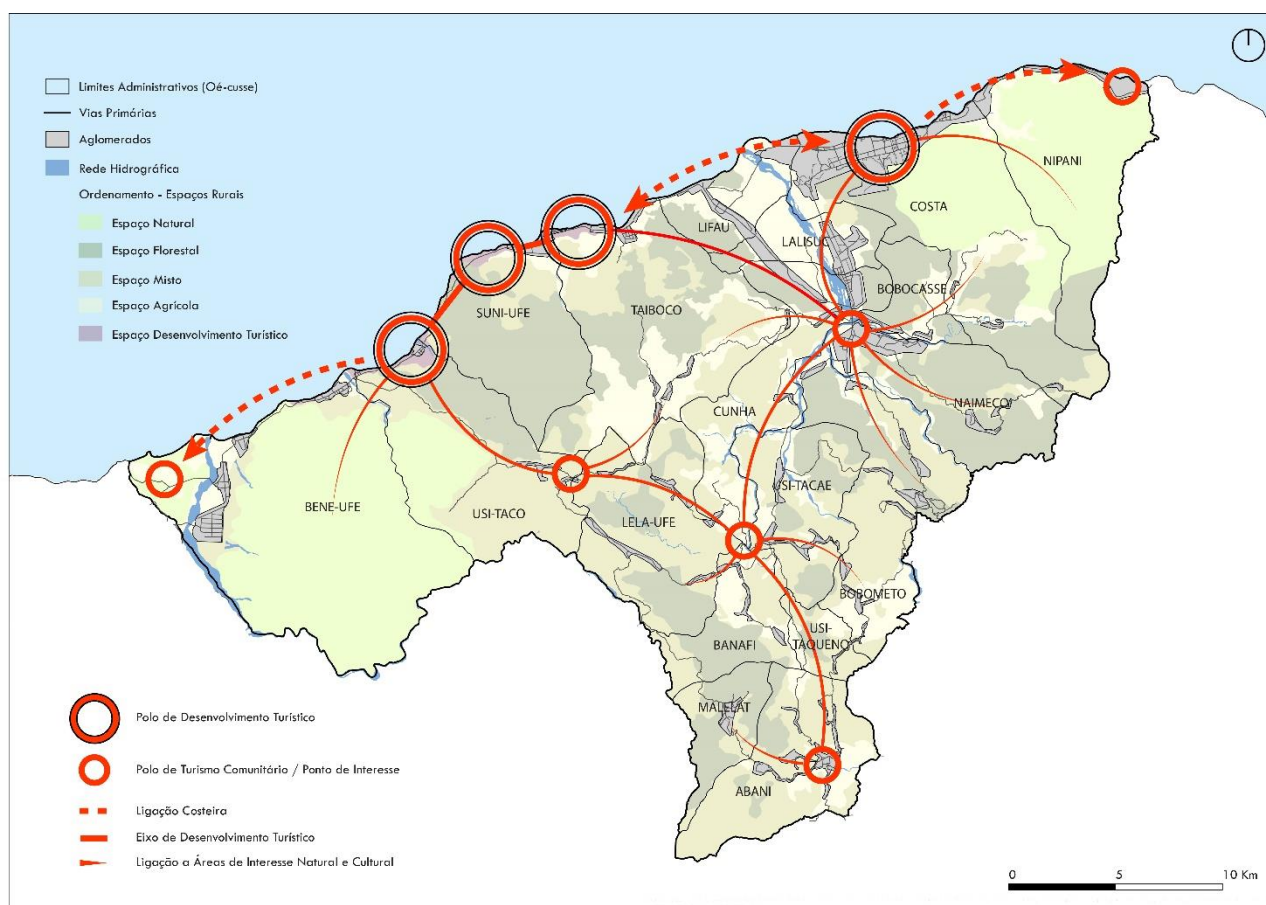 Limites Administrativos (Oé-cusse)
Vias Primárias
Aglomerados
Rede Hidrográfica
Ordenamento - Espaços Rurais
Espaço Natural
Espaço Florestal
Espaço Misto
Espaço Agrícola
Espaço Desenvolvimento Turístico
NIPANI
COSTA
LIFAU
LALISUC
BOBOCASSE
SUNI-UFE
TAIBOCO
NAIMECO
CUNHA
BENE-UFE
USI-TACO
LELA-UFE
USI-TACAE
BOBOMETO
USI-
TAQUENO
BANAFI
MALELAT
ABANI
Polo de Desenvolvimento Turístico
Polo de Turismo Comunitário / Ponto de Interesse
Ligação Costeira
Eixo de Desenvolvimento Turístico
Ligação a Áreas de Interesse Natural e Cultural
0 5 10 Km